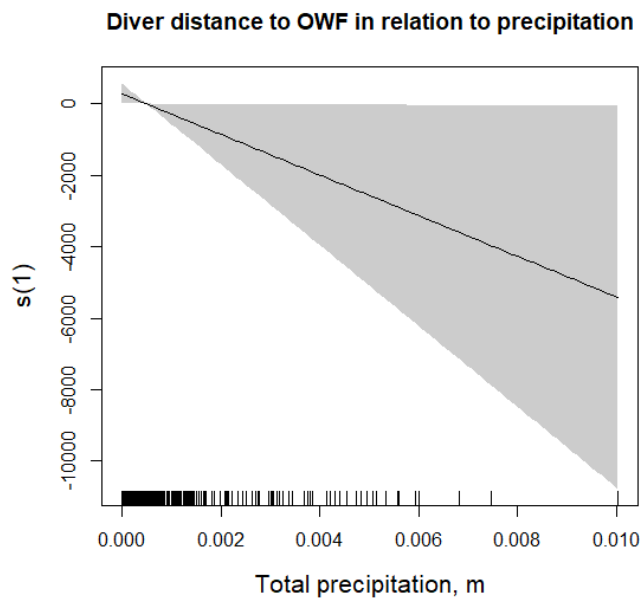 Diver distance to OWF in relation to precipitation
s(1)
0
-2000
-4000
-6000
-8000
-10000
0.000 0.002 0.004 0.006 0.008 0.010
Total precipitation, m